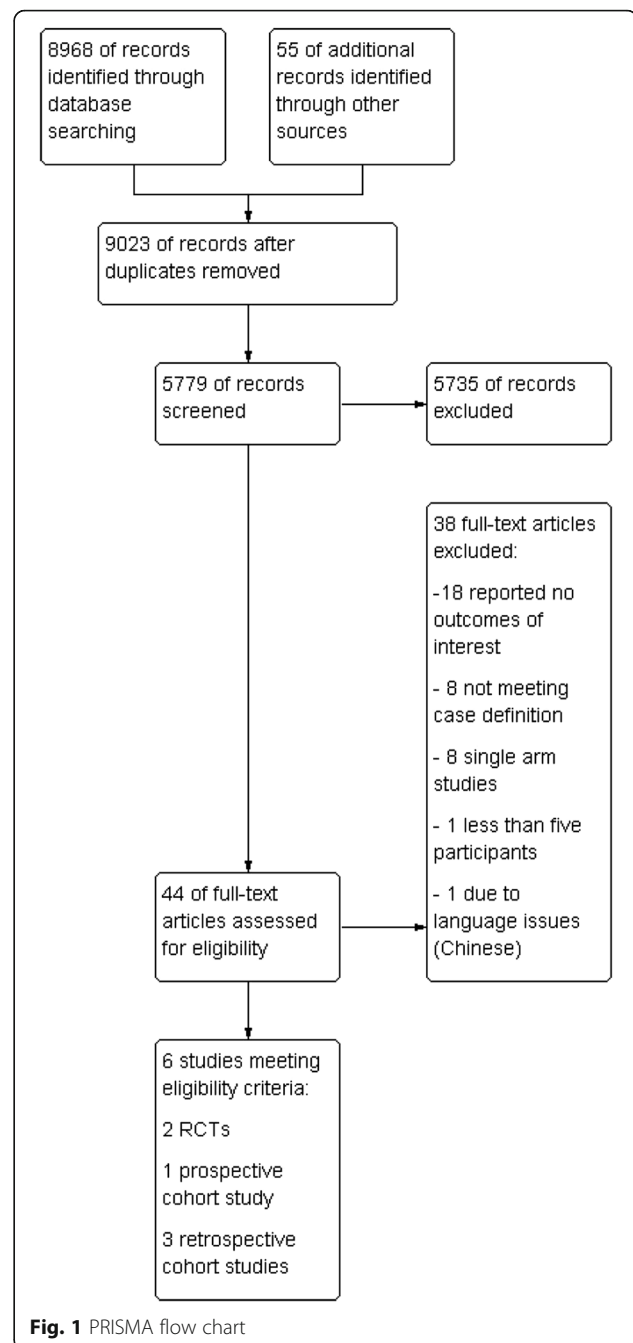 8968 of records
identified through
database
searching
55 of additional
records identified
through other
sources
9023 of records after
duplicates removed
5779 of records
screened
5735 of records
excluded
38 full-text articles
excluded:
-18 reported no
outcomes of
interest
- 8 not meeting
case definition
- 8 single arm
studies
- 1 less than five
participants
- 1 due to
language issues
(Chinese)
44 of full-text
articles assessed
for eligibility
6 studies meeting
eligibility criteria:
2 RCTs
1 prospective
cohort study
3 retrospective
cohort studies
Fig. 1 PRISMA flow chart